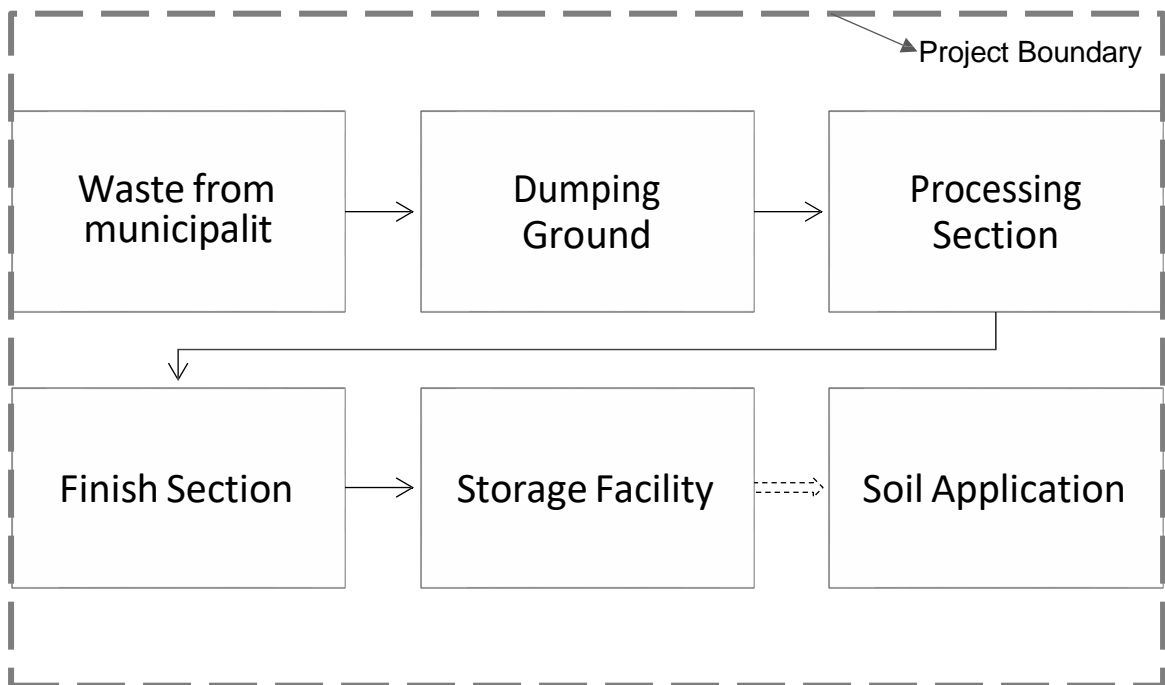 Project Boundary
Waste from
municipalit
Dumping
Ground
Processing
Section
Finish Section
Storage Facility
Soil Application